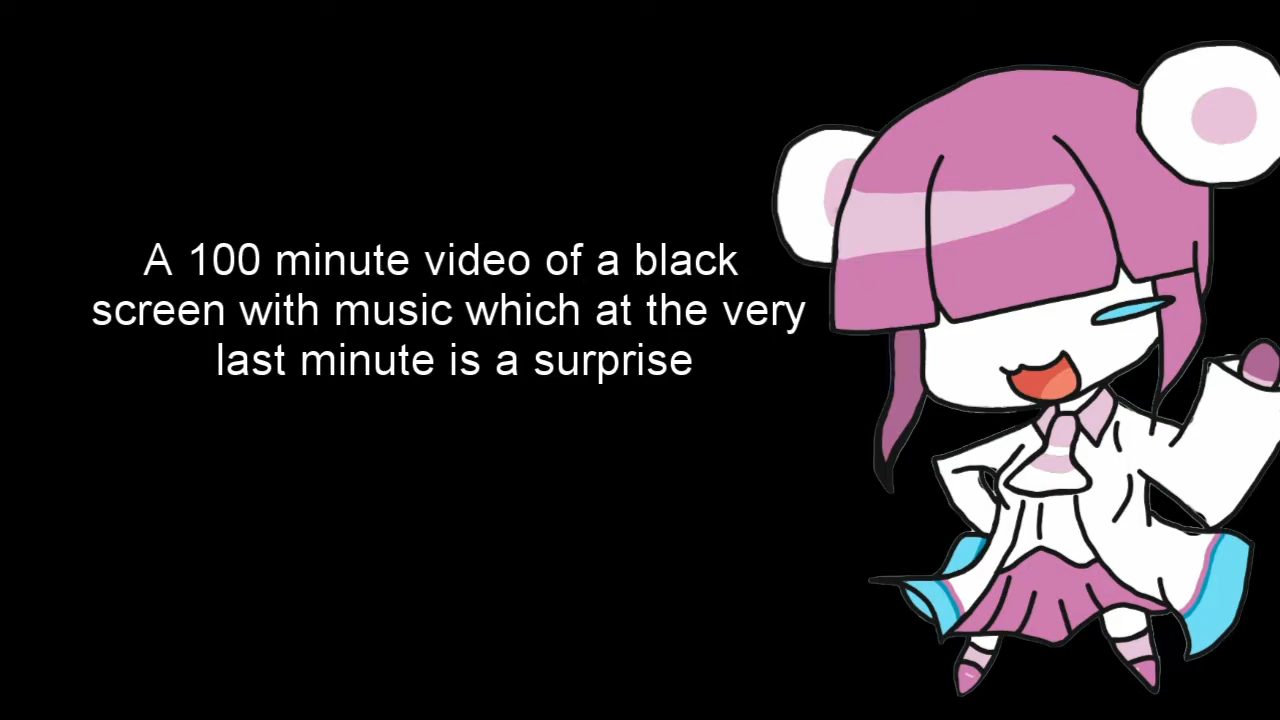 A 100 minute video of a black
screen with music which at the very
last minute is a surprise